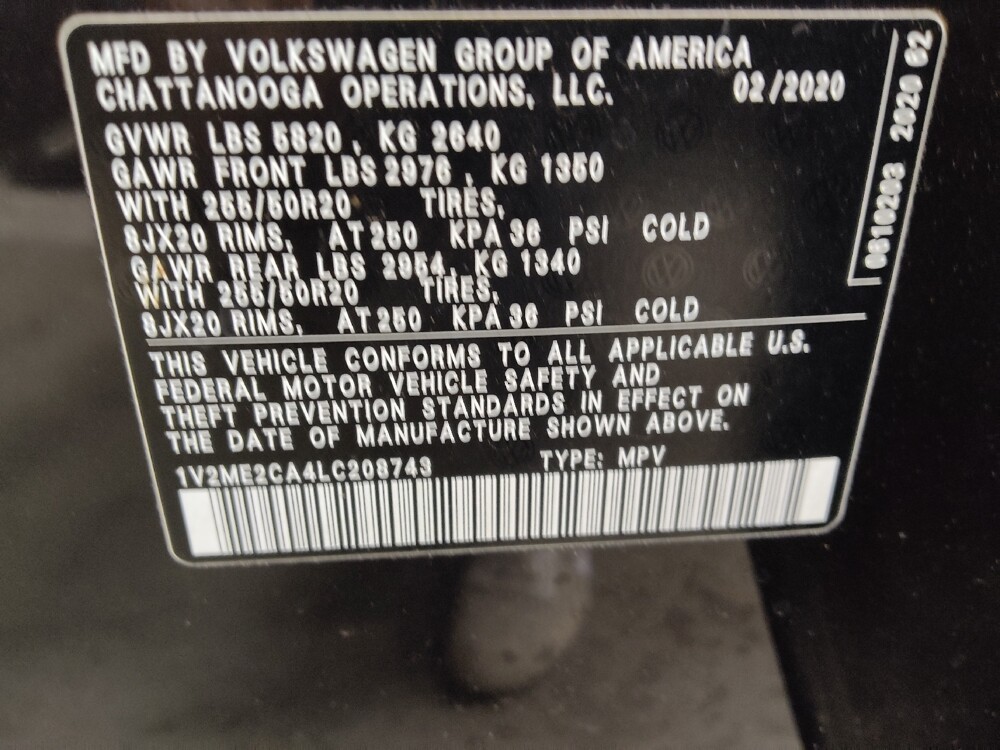 MFD BY VOLKSWAGEN GROUP OF AMERICA
CHATTANOOGA OPERATIONS, LLC. 02/2020
GVWR LBS 5820 , KG 2640
GAWR FRONT LBS 2976 , KG 1350
WITH 255/50R20 TIRES,
8JX20 RIMS, AT 250 KPA 36 PSI COLD
GAWR REAR LBS 2954, KG 1340
WITH 255/50R20 TIRES,
8JX20 RIMS, AT 250 KPA 36 PSI COLD
THIS VEHICLE CONFORMS TO ALL APPLICABLE U.S.
FEDERAL MOTOR VEHICLE SAFETY AND
THEFT PREVENTION STANDARDS IN EFFECT ON
THE DATE OF MANUFACTURE SHOWN ABOVE.
1V2ME2CA4LC208743 TYPE: MPV
0810203 2020 62